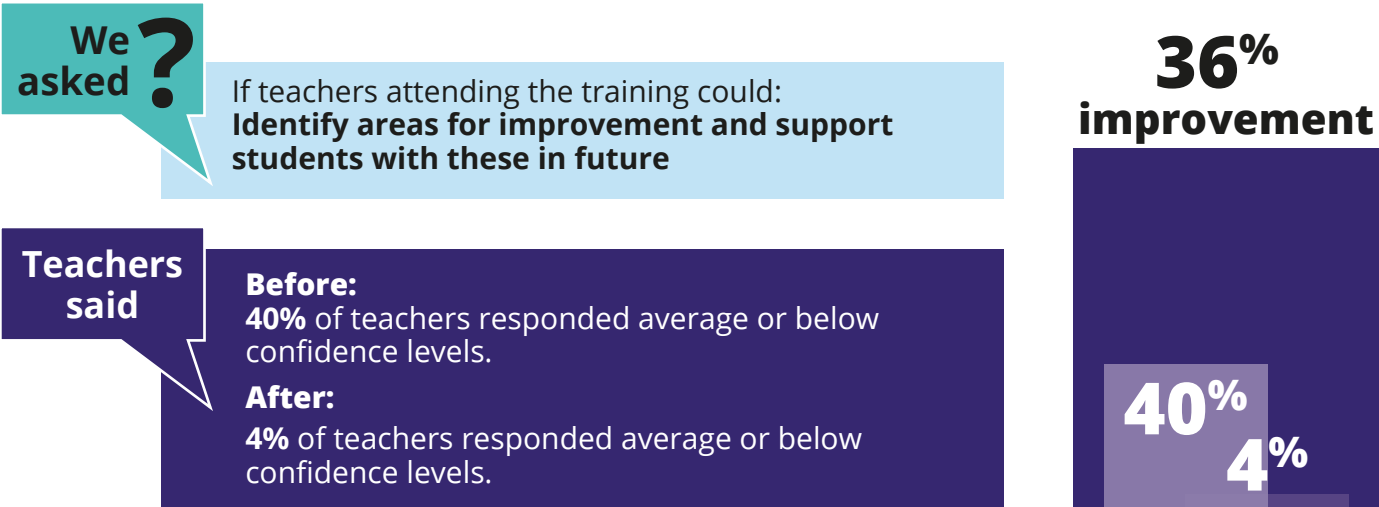 We
asked ?
If teachers attending the training could:
Identify areas for improvement and support
students with these in future
Teachers
said
Before:
40% of teachers responded average or below
confidence levels.
After:
4% of teachers responded average or below
confidence levels.
36%
improvement
40%
4%